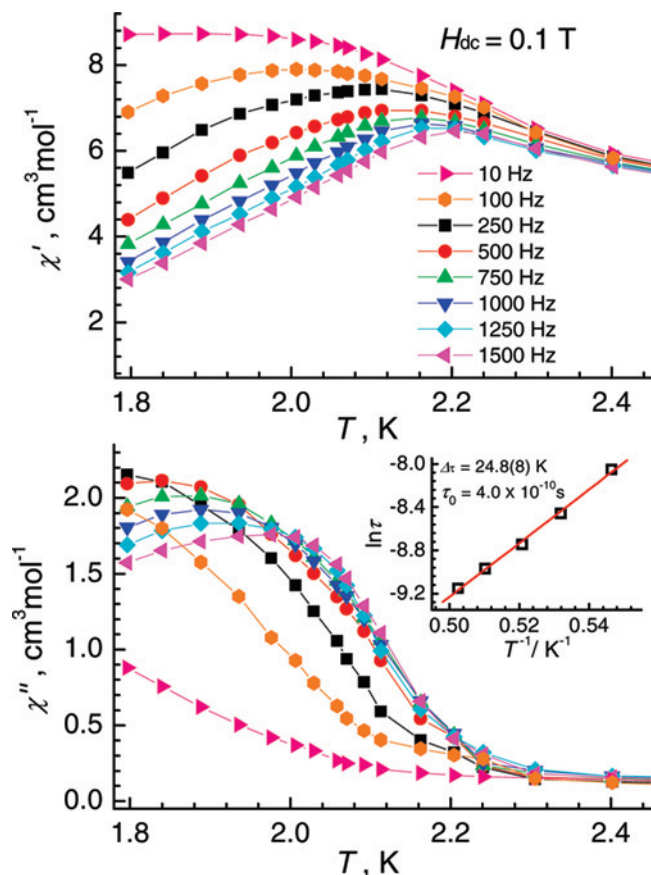 H_dc = 0.1 T
χ′, cm³mol⁻¹
8
6
4
2
10 Hz
100 Hz
250 Hz
500 Hz
750 Hz
1000 Hz
1250 Hz
1500 Hz
1.8 2.0 2.2 2.4
T, K
χ″, cm³mol⁻¹
2.0
1.5
1.0
0.5
0.0
lnτ
-8.0
-8.4
-8.8
-9.2
Δτ = 24.8(8) K
τ₀ = 4.0 x 10⁻¹⁰s
0.50 0.52 0.54
T⁻¹/ K⁻¹
1.8 2.0 2.2 2.4
T, K